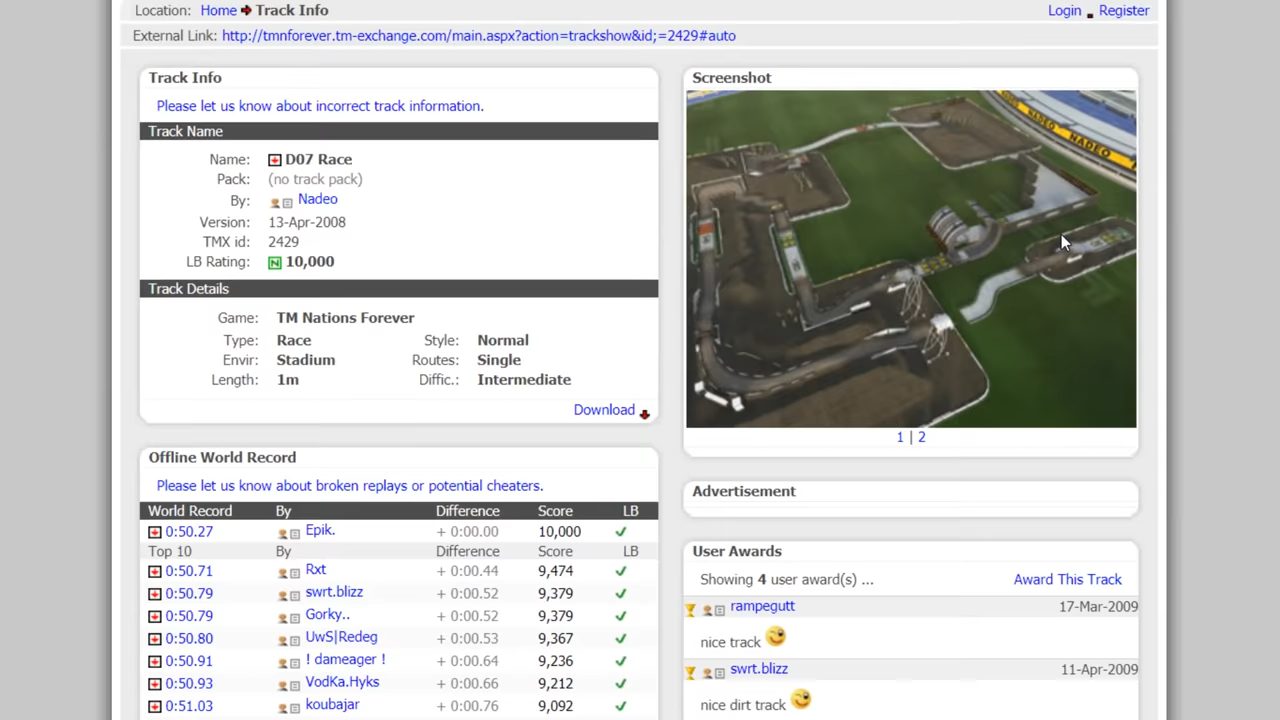 Location: Home Track Info
Login Register
External Link: http://tmnforever.tm-exchange.com/main.aspx?action=trackshow&id;=2429#auto
Track Info
Please let us know about incorrect track information.
Track Name
Name: D07 Race
Pack: (no track pack)
By: Nadeo
Version: 13-Apr-2008
TMX id: 2429
LB Rating: 10,000
Track Details
Game: TM Nations Forever
Type: Race Style: Normal
Envir: Stadium Routes: Single
Length: 1m Diffic.: Intermediate
Download
Offline World Record
Please let us know about broken replays or potential cheaters.
World Record By Difference Score LB
0:50.27 Epik. + 0:00.00 10,000
Top 10 By Difference Score LB
0:50.71 Rxt + 0:00.44 9,474
0:50.79 swrt.blizz + 0:00.52 9,379
0:50.79 Gorky.. + 0:00.52 9,379
0:50.80 UwS|Redeg + 0:00.53 9,367
0:50.91 ! dameager ! + 0:00.64 9,236
0:50.93 VodKa.Hyks + 0:00.66 9,212
0:51.03 koubajar + 0:00.76 9,092
Screenshot
NADEO NADEO
1 | 2
Advertisement
User Awards
Showing 4 user award(s) ... Award This Track
rampegutt 17-Mar-2009
nice track
swrt.blizz 11-Apr-2009
nice dirt track